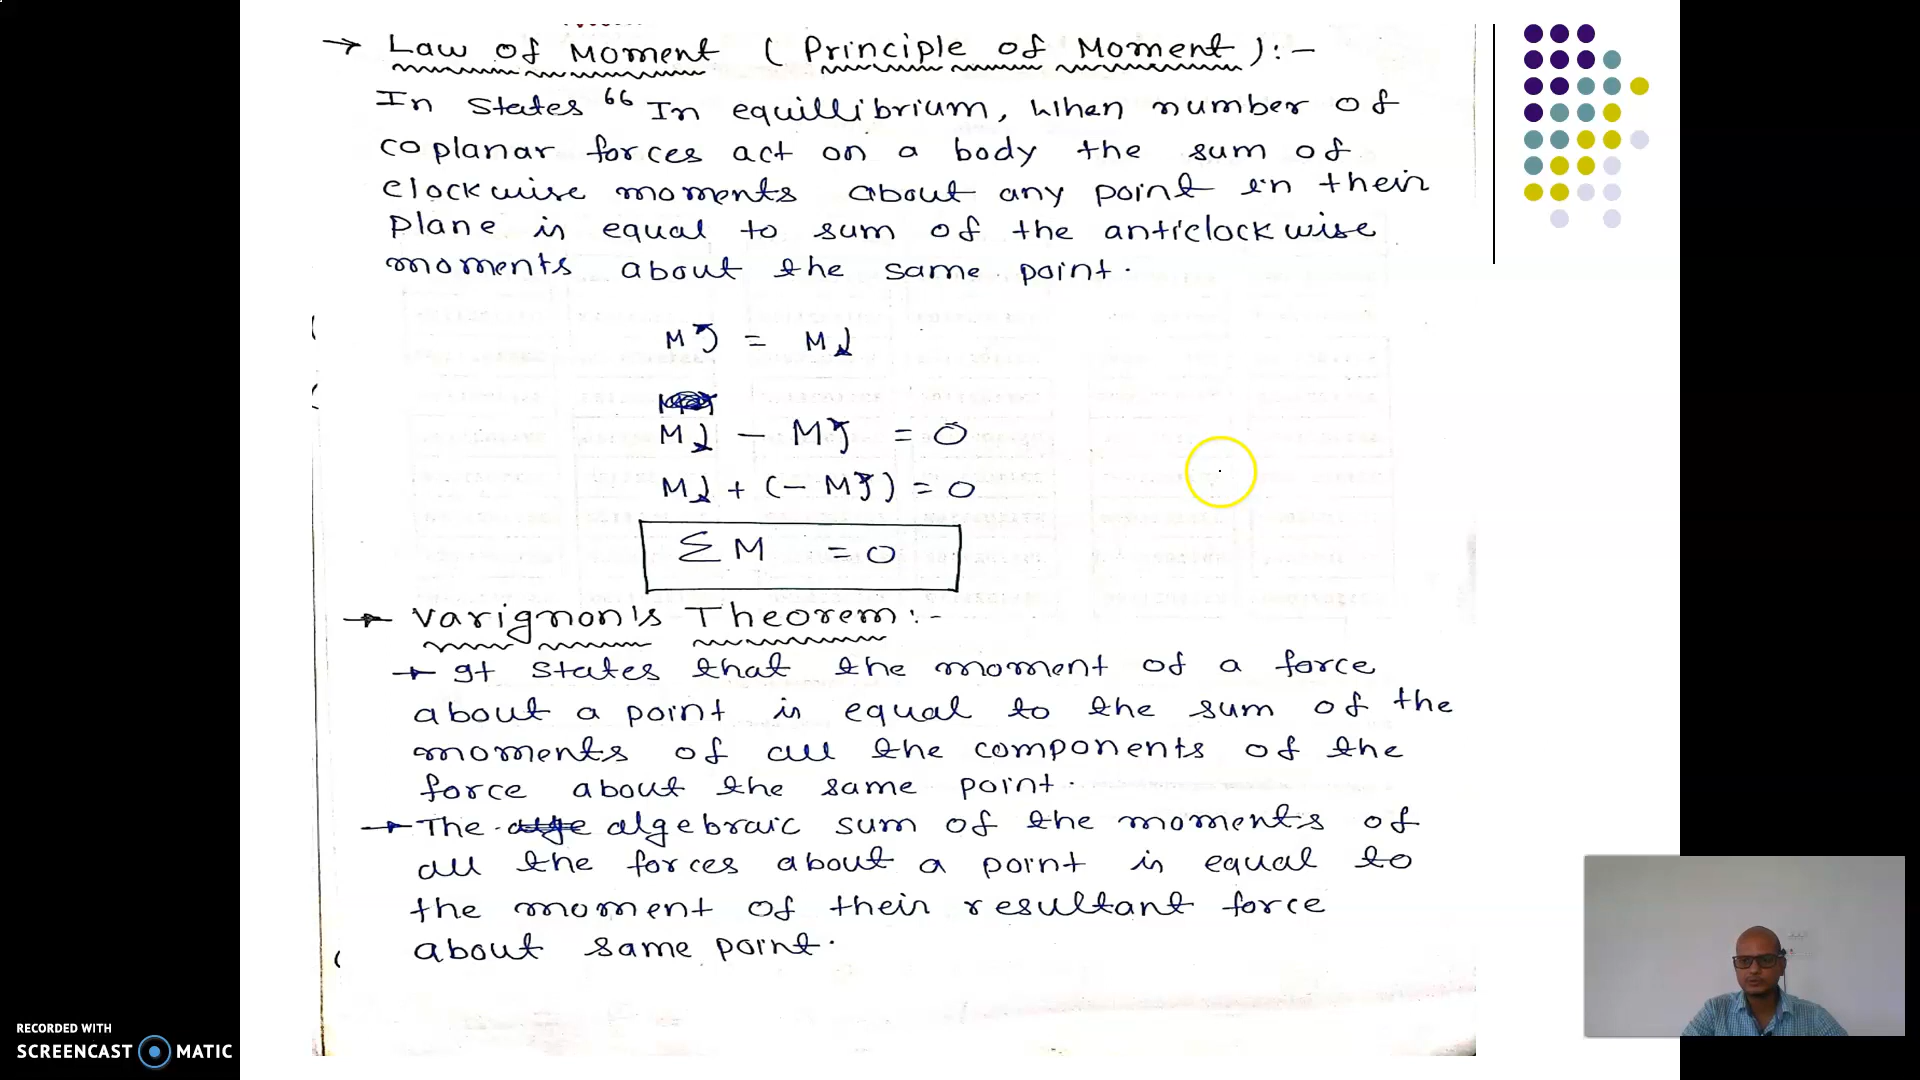 → Law of Moment (Principle of Moment):-
In states 66 In equillibrium, when number of
coplanar forces act on a body the sum of
clockwise moments about any point in their
plane is equal to sum of the anticlockwise
moments about the same point.
M↺ = M↻
M↻ - M↺ = 0
M↻ + (- M↺) = 0
Σ M = 0
→ Varignon's Theorem:-
→ It states that the moment of a force
about a point is equal to the sum of the
moments of all the components of the
force about the same point.
→ The algebraic sum of the moments of
all the forces about a point is equal to
the moment of their resultant force
about same point.
RECORDED WITH
SCREENCAST MATIC